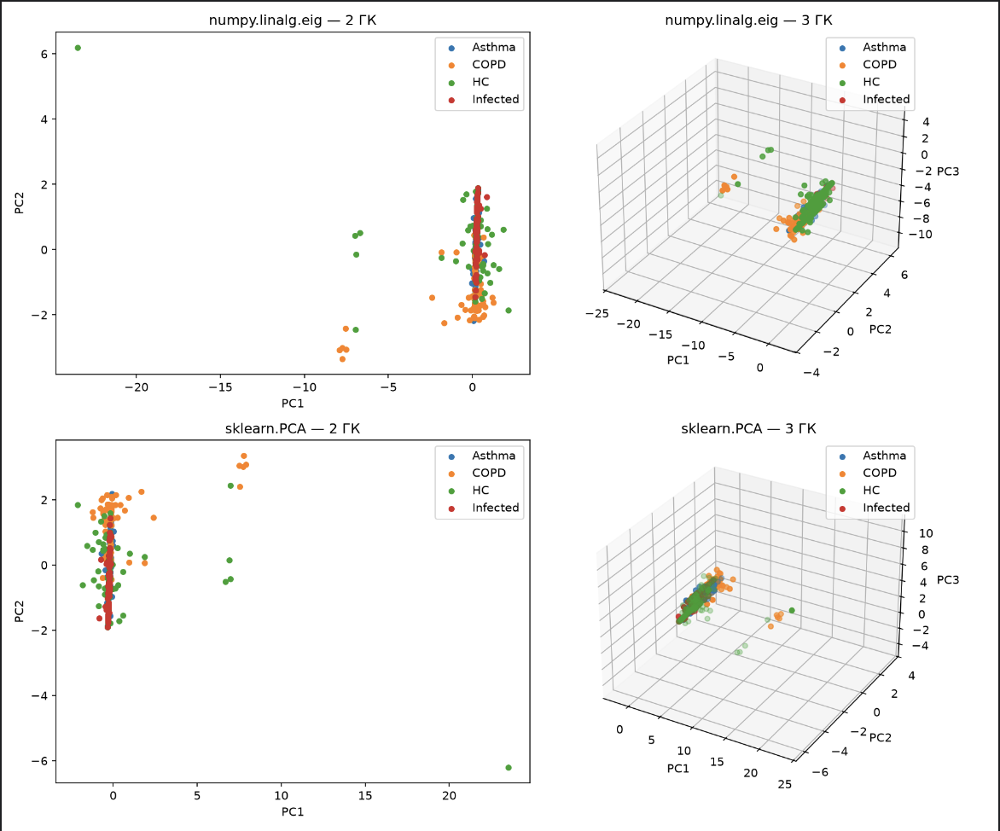 numpy.linalg.eig — 2 ГК
Asthma
COPD
HC
Infected
6
4
2
0
−2
PC2
−20
−15
−10
−5
0
PC1
numpy.linalg.eig — 3 ГК
Asthma
COPD
HC
Infected
4
2
0
−2
−4
−6
−8
−10
PC3
6
4
2
0
−2
−4
PC2
−25
−20
−15
−10
−5
0
PC1
sklearn.PCA — 2 ГК
Asthma
COPD
HC
Infected
2
0
−2
−4
−6
PC2
0
5
10
15
20
PC1
sklearn.PCA — 3 ГК
Asthma
COPD
HC
Infected
10
8
6
4
2
0
−2
−4
PC3
4
2
0
−2
−4
−6
PC2
0
5
10
15
20
25
PC1